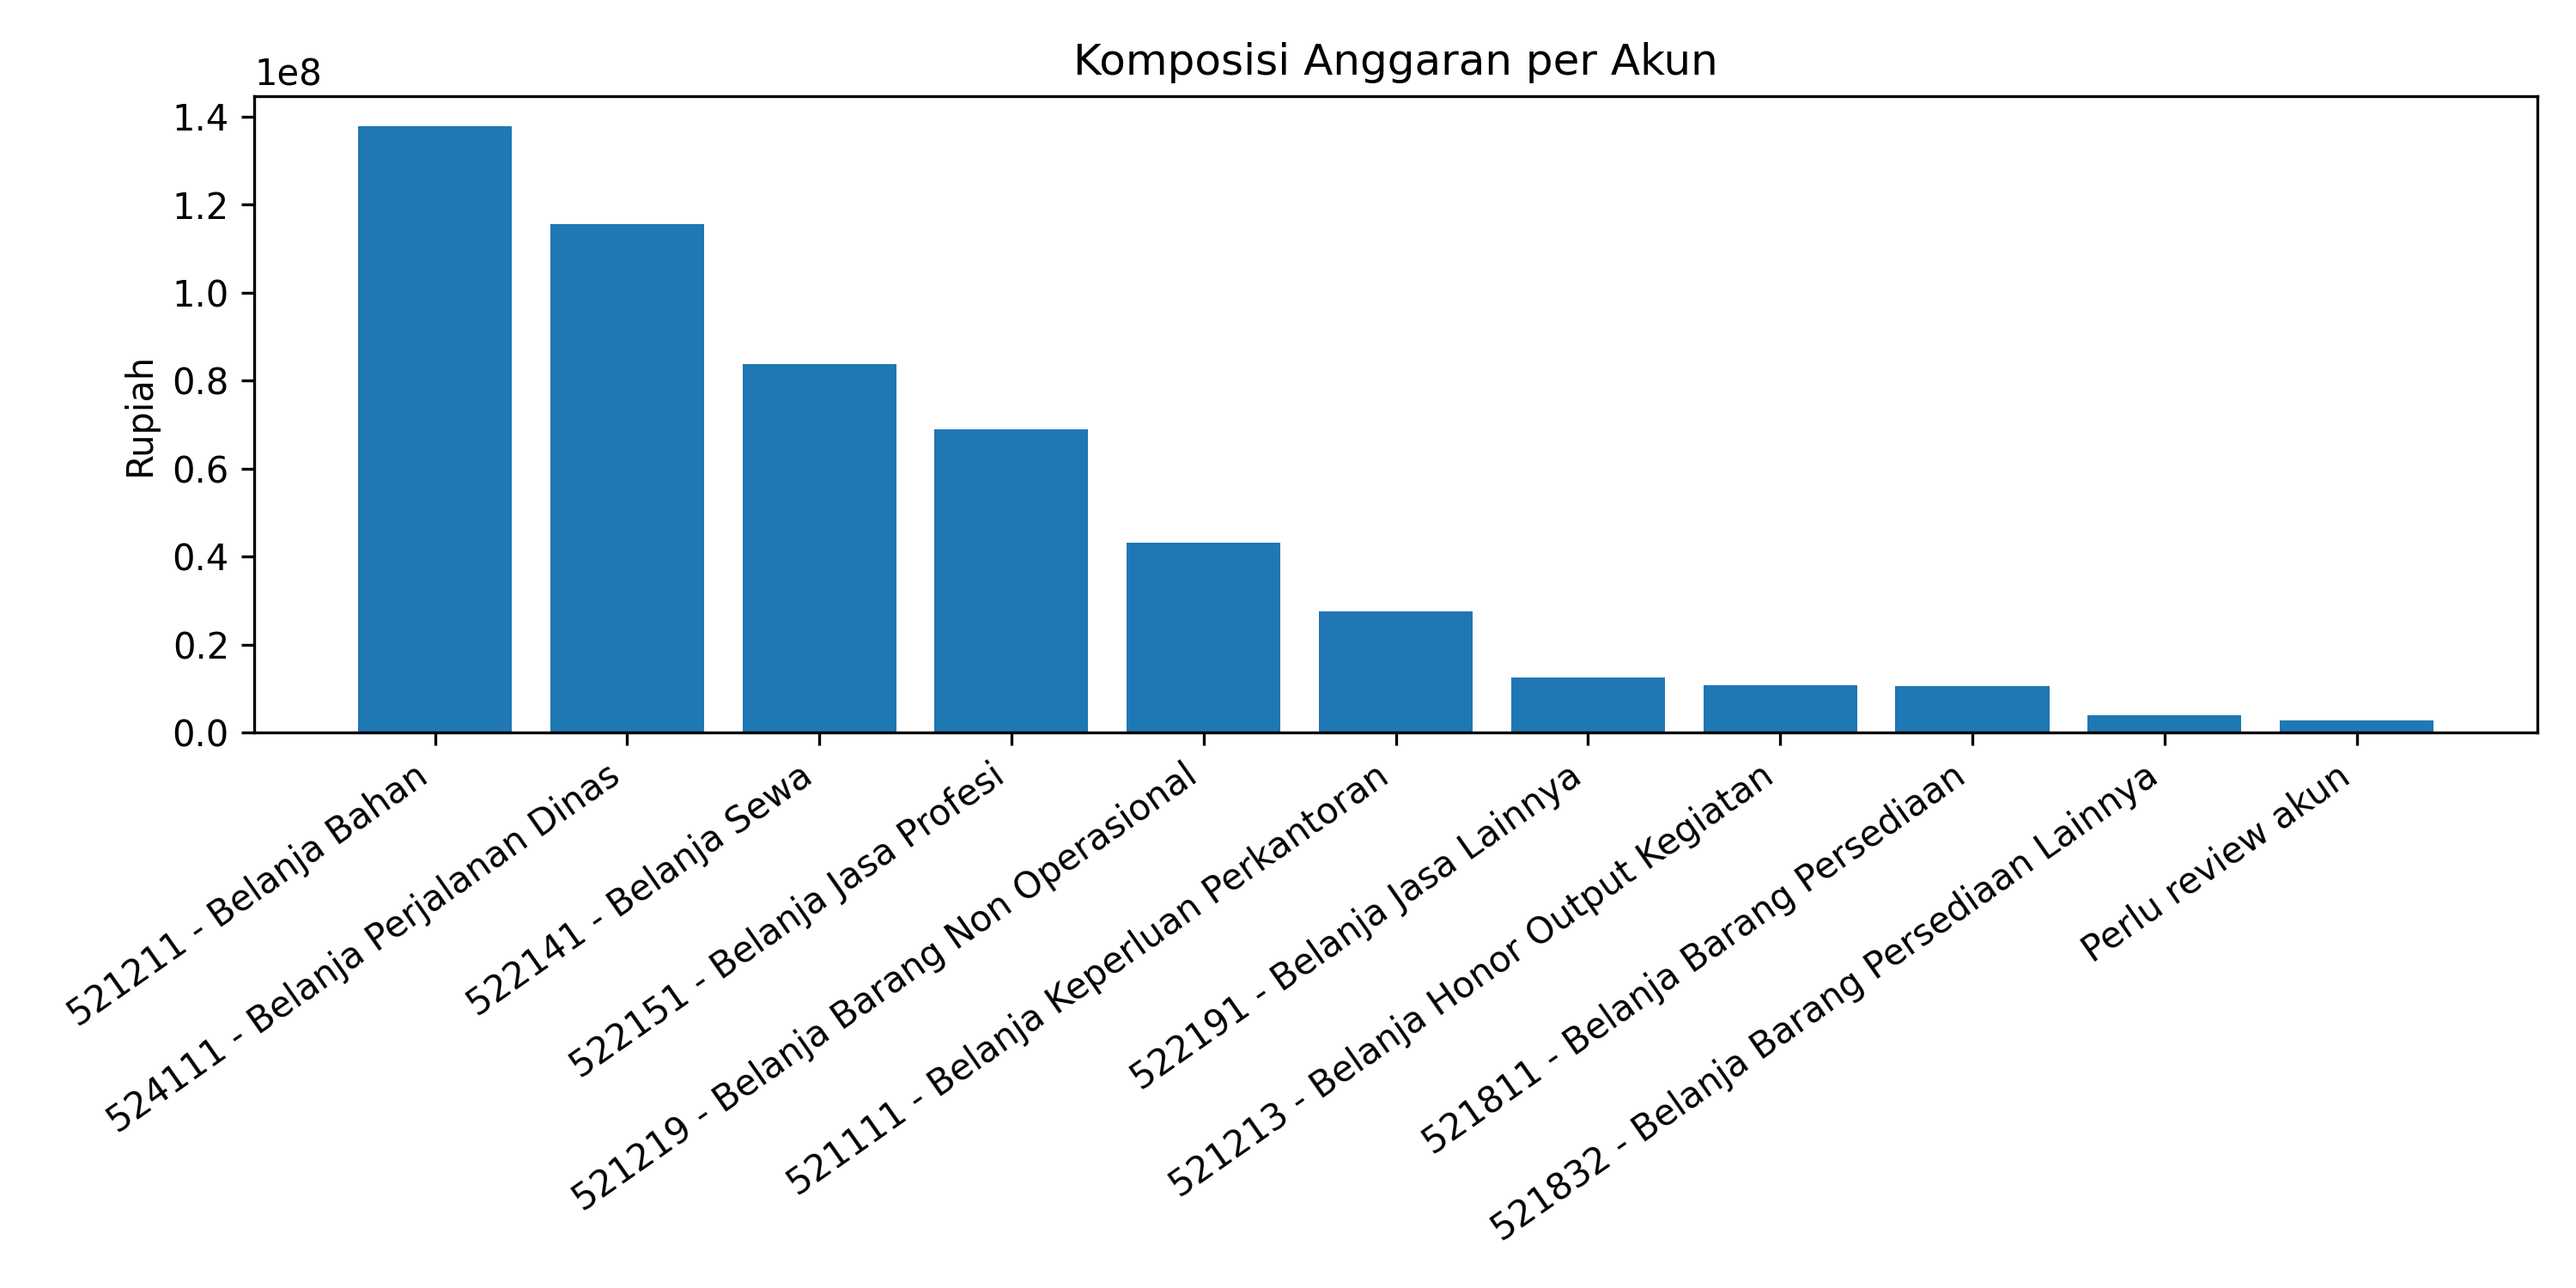 Komposisi Anggaran per Akun
1e8
1.4
1.2
1.0
0.8
0.6
0.4
0.2
0.0
Rupiah
521211 - Belanja Bahan
524111 - Belanja Perjalanan Dinas
522141 - Belanja Sewa
522151 - Belanja Jasa Profesi
521219 - Belanja Barang Non Operasional
521111 - Belanja Keperluan Perkantoran
522191 - Belanja Jasa Lainnya
521213 - Belanja Honor Output Kegiatan
521811 - Belanja Barang Persediaan
521832 - Belanja Barang Persediaan Lainnya
Perlu review akun